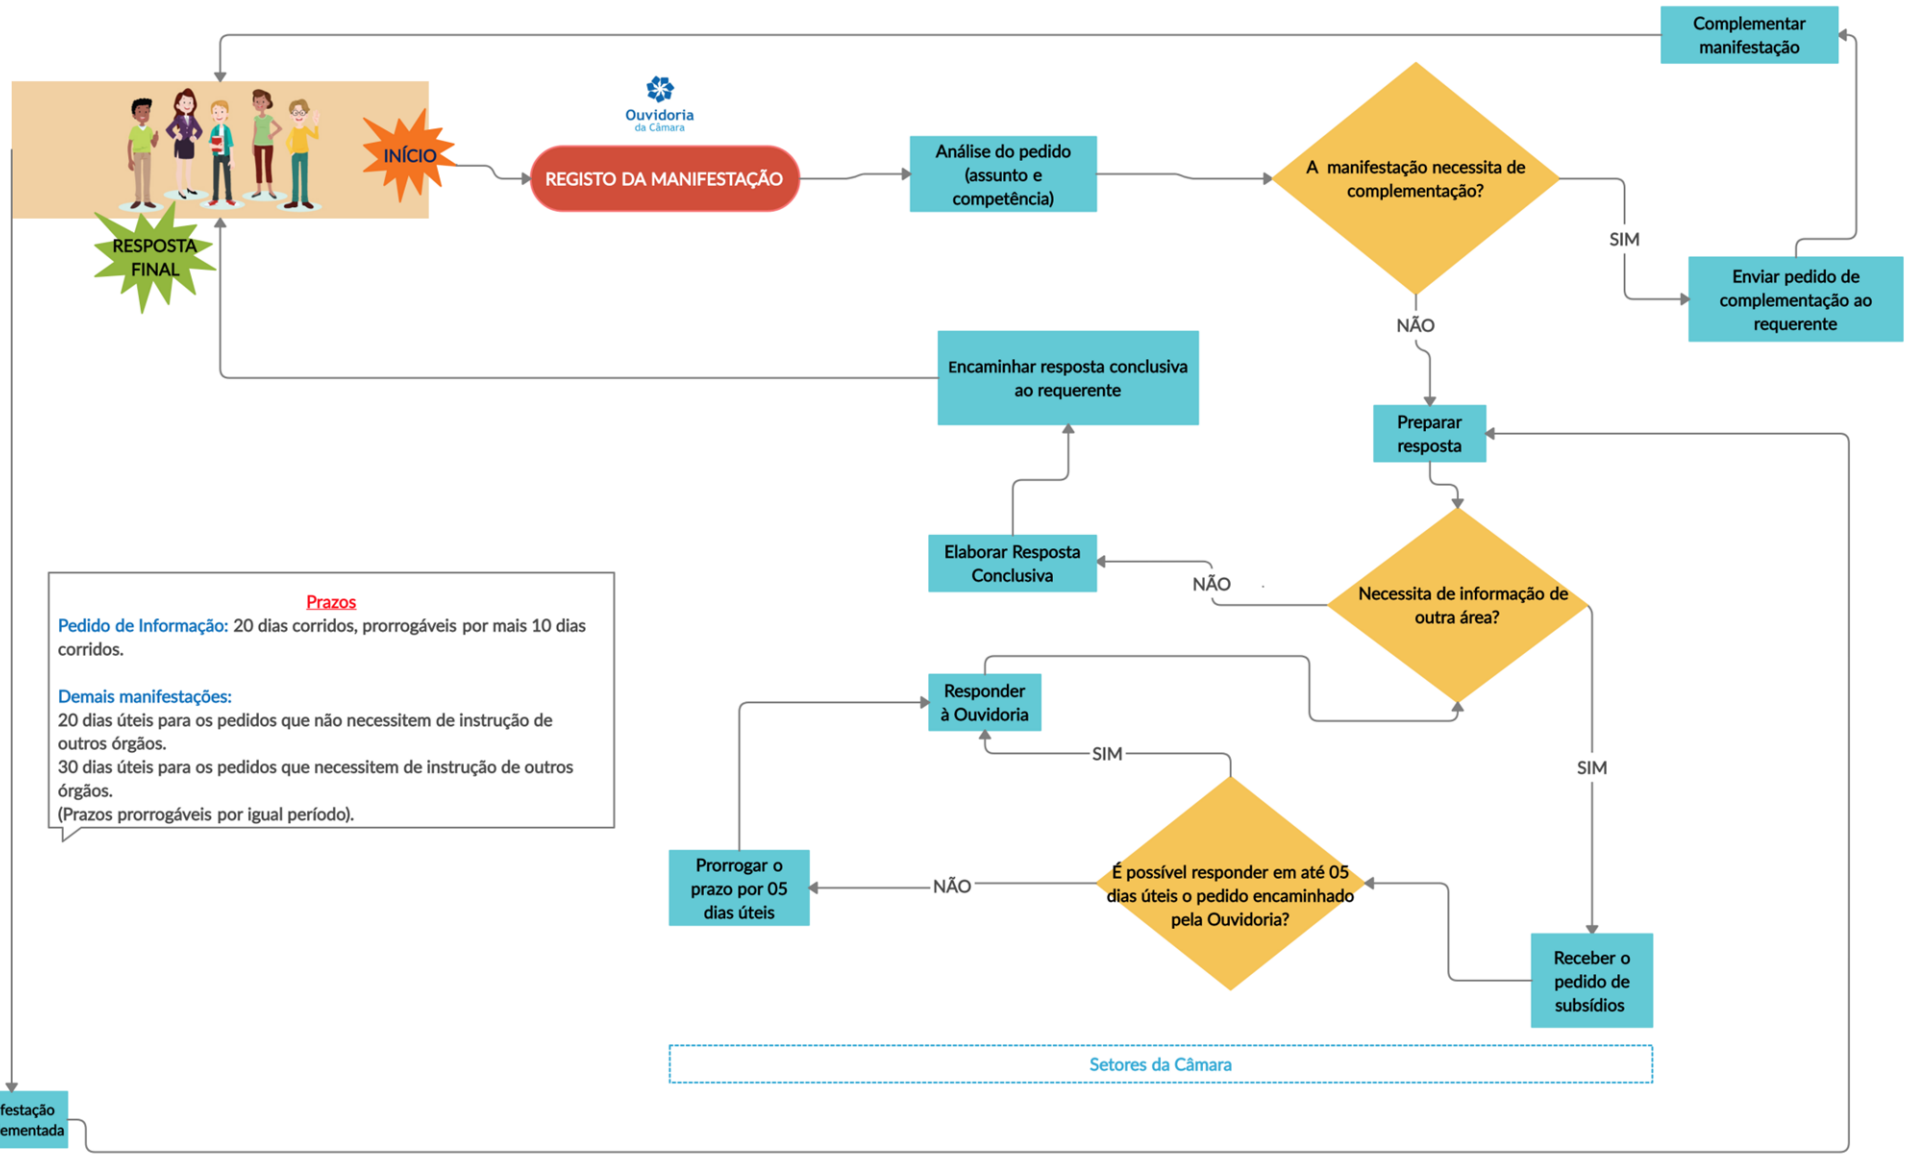 Complementar
manifestação
Ouvidoria
da Câmara
INÍCIO
REGISTO DA MANIFESTAÇÃO
Análise do pedido
(assunto e
competência)
A manifestação necessita de
complementação?
SIM
Enviar pedido de
complementação ao
requerente
RESPOSTA
FINAL
NÃO
Encaminhar resposta conclusiva
ao requerente
Preparar
resposta
Elaborar Resposta
Conclusiva
NÃO
Necessita de informação de
outra área?
Prazos
Pedido de Informação: 20 dias corridos, prorrogáveis por mais 10 dias
corridos.
Demais manifestações:
20 dias úteis para os pedidos que não necessitem de instrução de
outros órgãos.
30 dias úteis para os pedidos que necessitem de instrução de outros
órgãos.
(Prazos prorrogáveis por igual período).
Responder
à Ouvidoria
SIM
SIM
Prorrogar o
prazo por 05
dias úteis
NÃO
É possível responder em até 05
dias úteis o pedido encaminhado
pela Ouvidoria?
Receber o
pedido de
subsídios
Setores da Câmara
festação
ementada